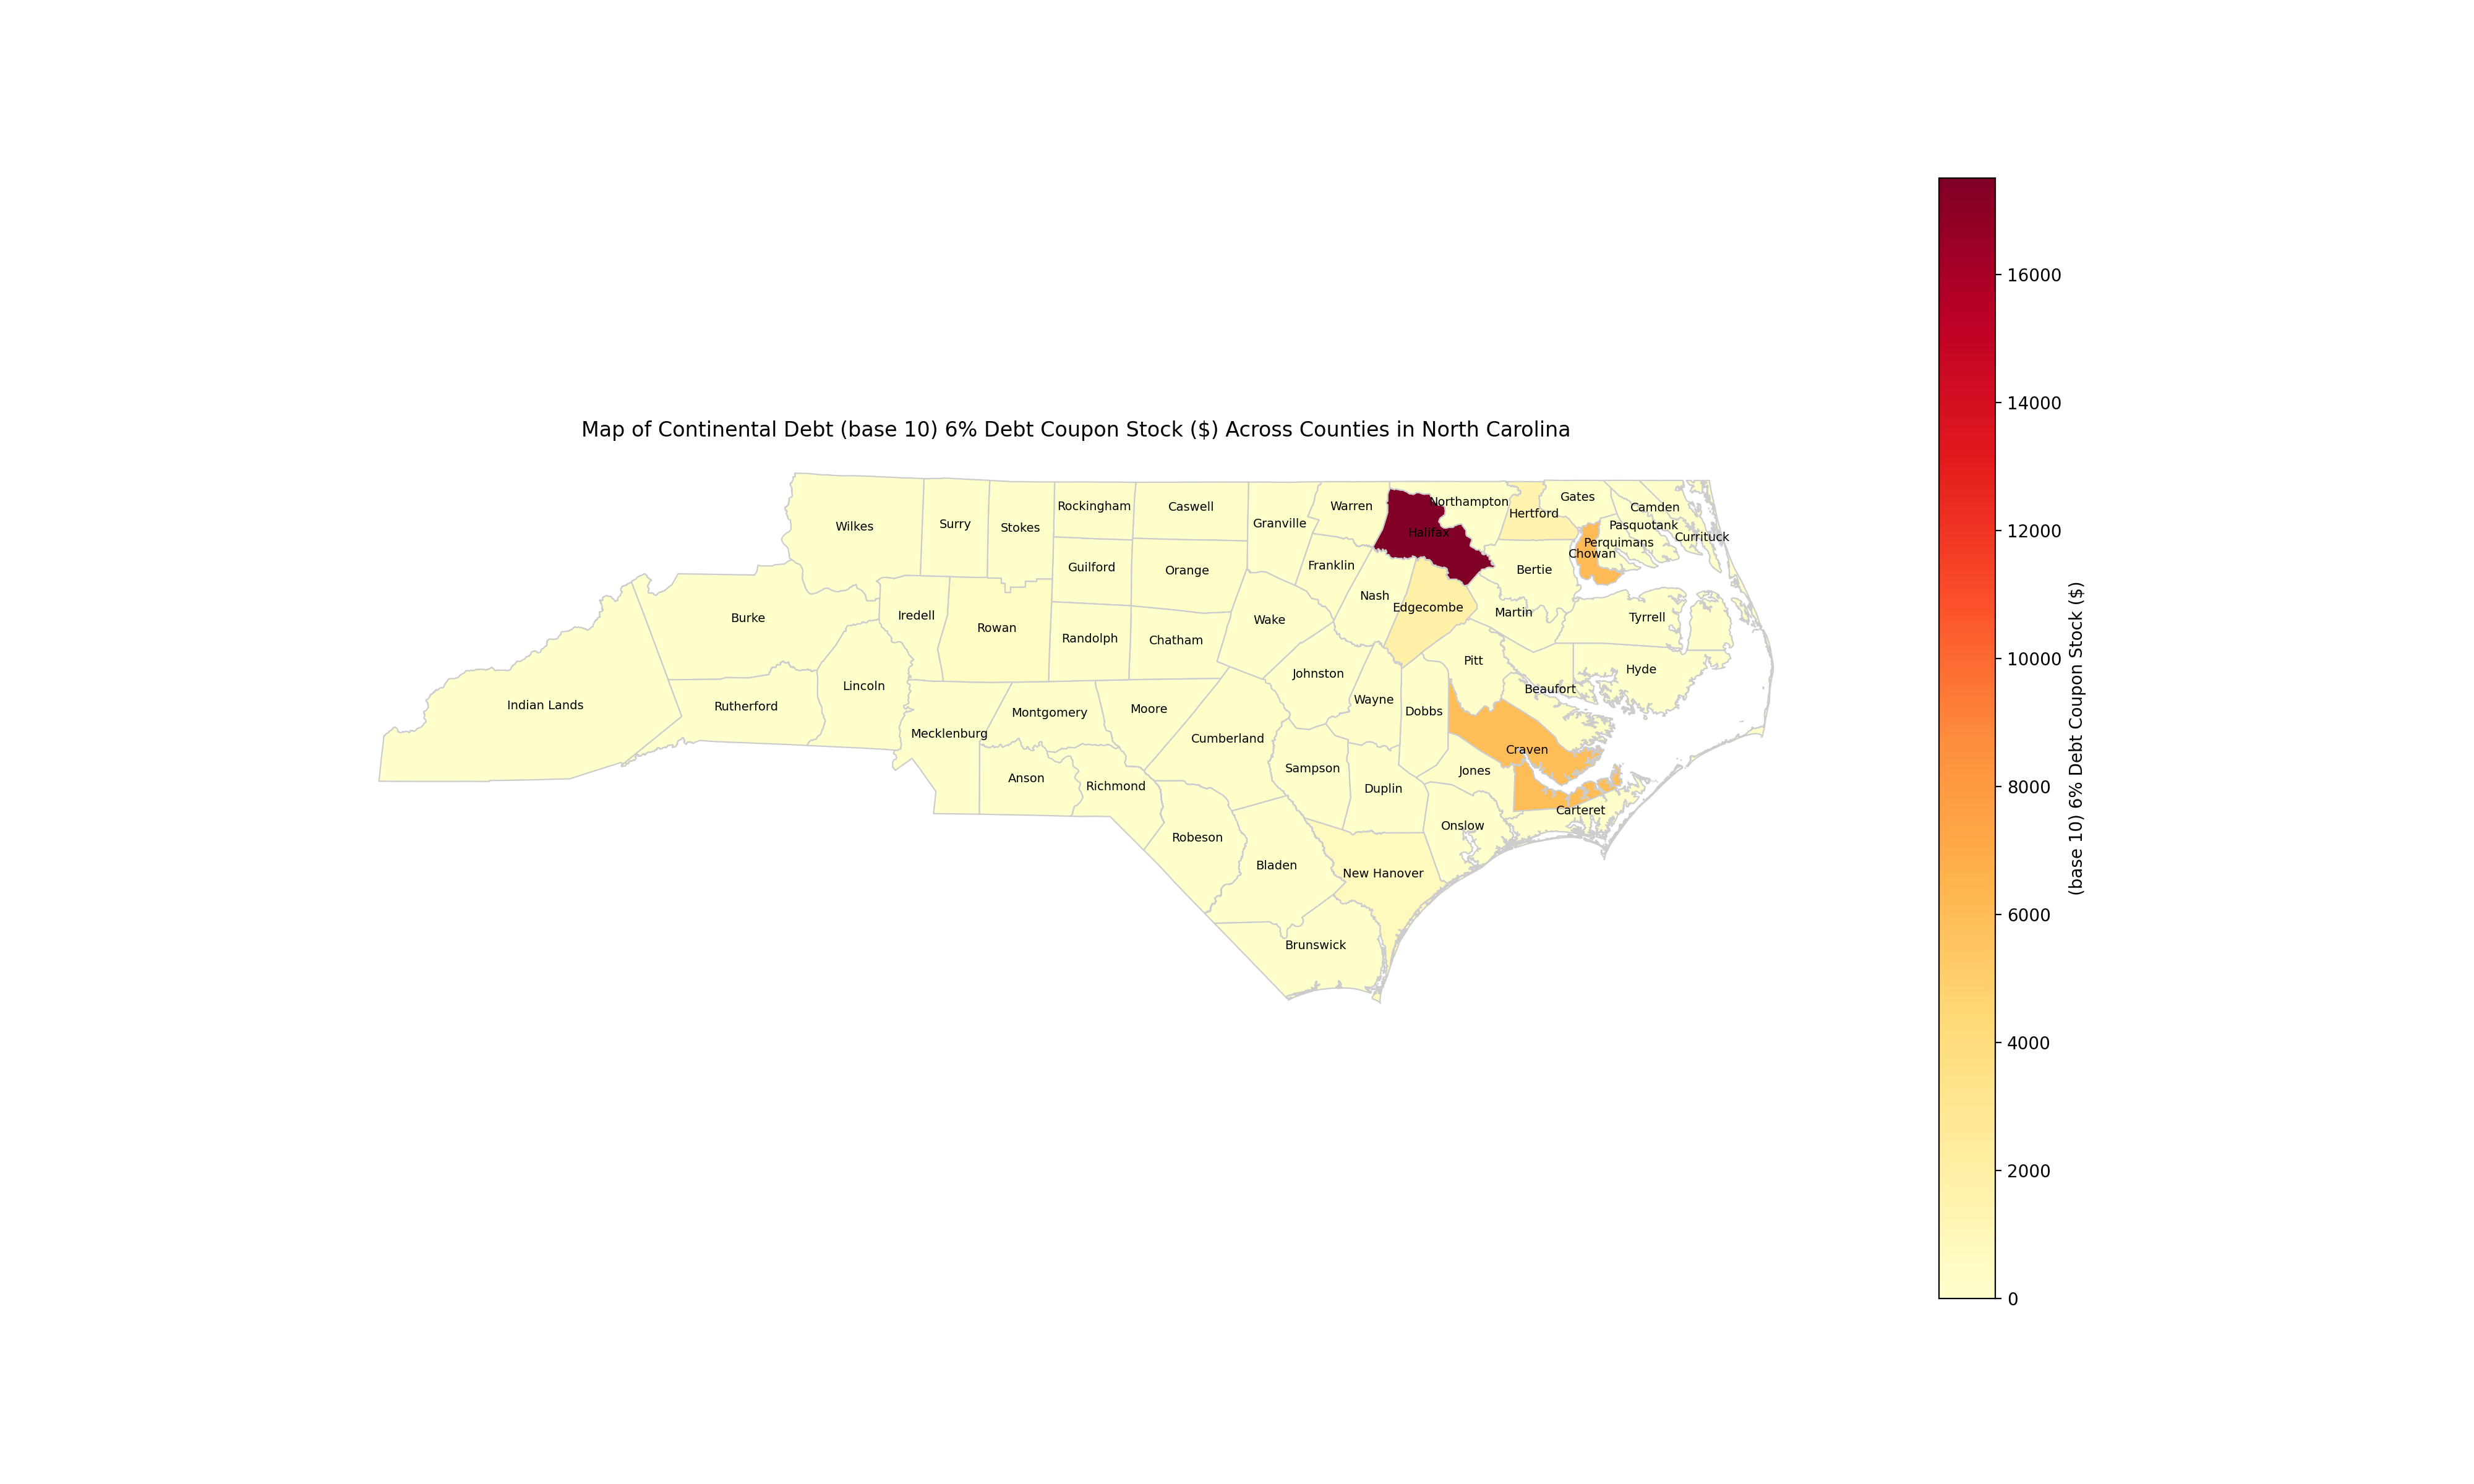 Map of Continental Debt (base 10) 6% Debt Coupon Stock ($) Across Counties in North Carolina
Wilkes
Surry
Stokes
Rockingham
Caswell
Granville
Warren
Halifax
Northampton
Hertford
Gates
Camden
Pasquotank
Perquimans
Currituck
Chowan
Guilford
Orange
Franklin
Nash
Edgecombe
Bertie
Martin
Tyrrell
Burke
Iredell
Rowan
Randolph
Chatham
Wake
Johnston
Pitt
Hyde
Beaufort
Indian Lands
Rutherford
Lincoln
Mecklenburg
Montgomery
Moore
Cumberland
Wayne
Dobbs
Craven
Anson
Richmond
Sampson
Duplin
Jones
Onslow
Carteret
Robeson
Bladen
New Hanover
Brunswick
16000
14000
12000
10000
8000
6000
4000
2000
0
(base 10) 6% Debt Coupon Stock ($)